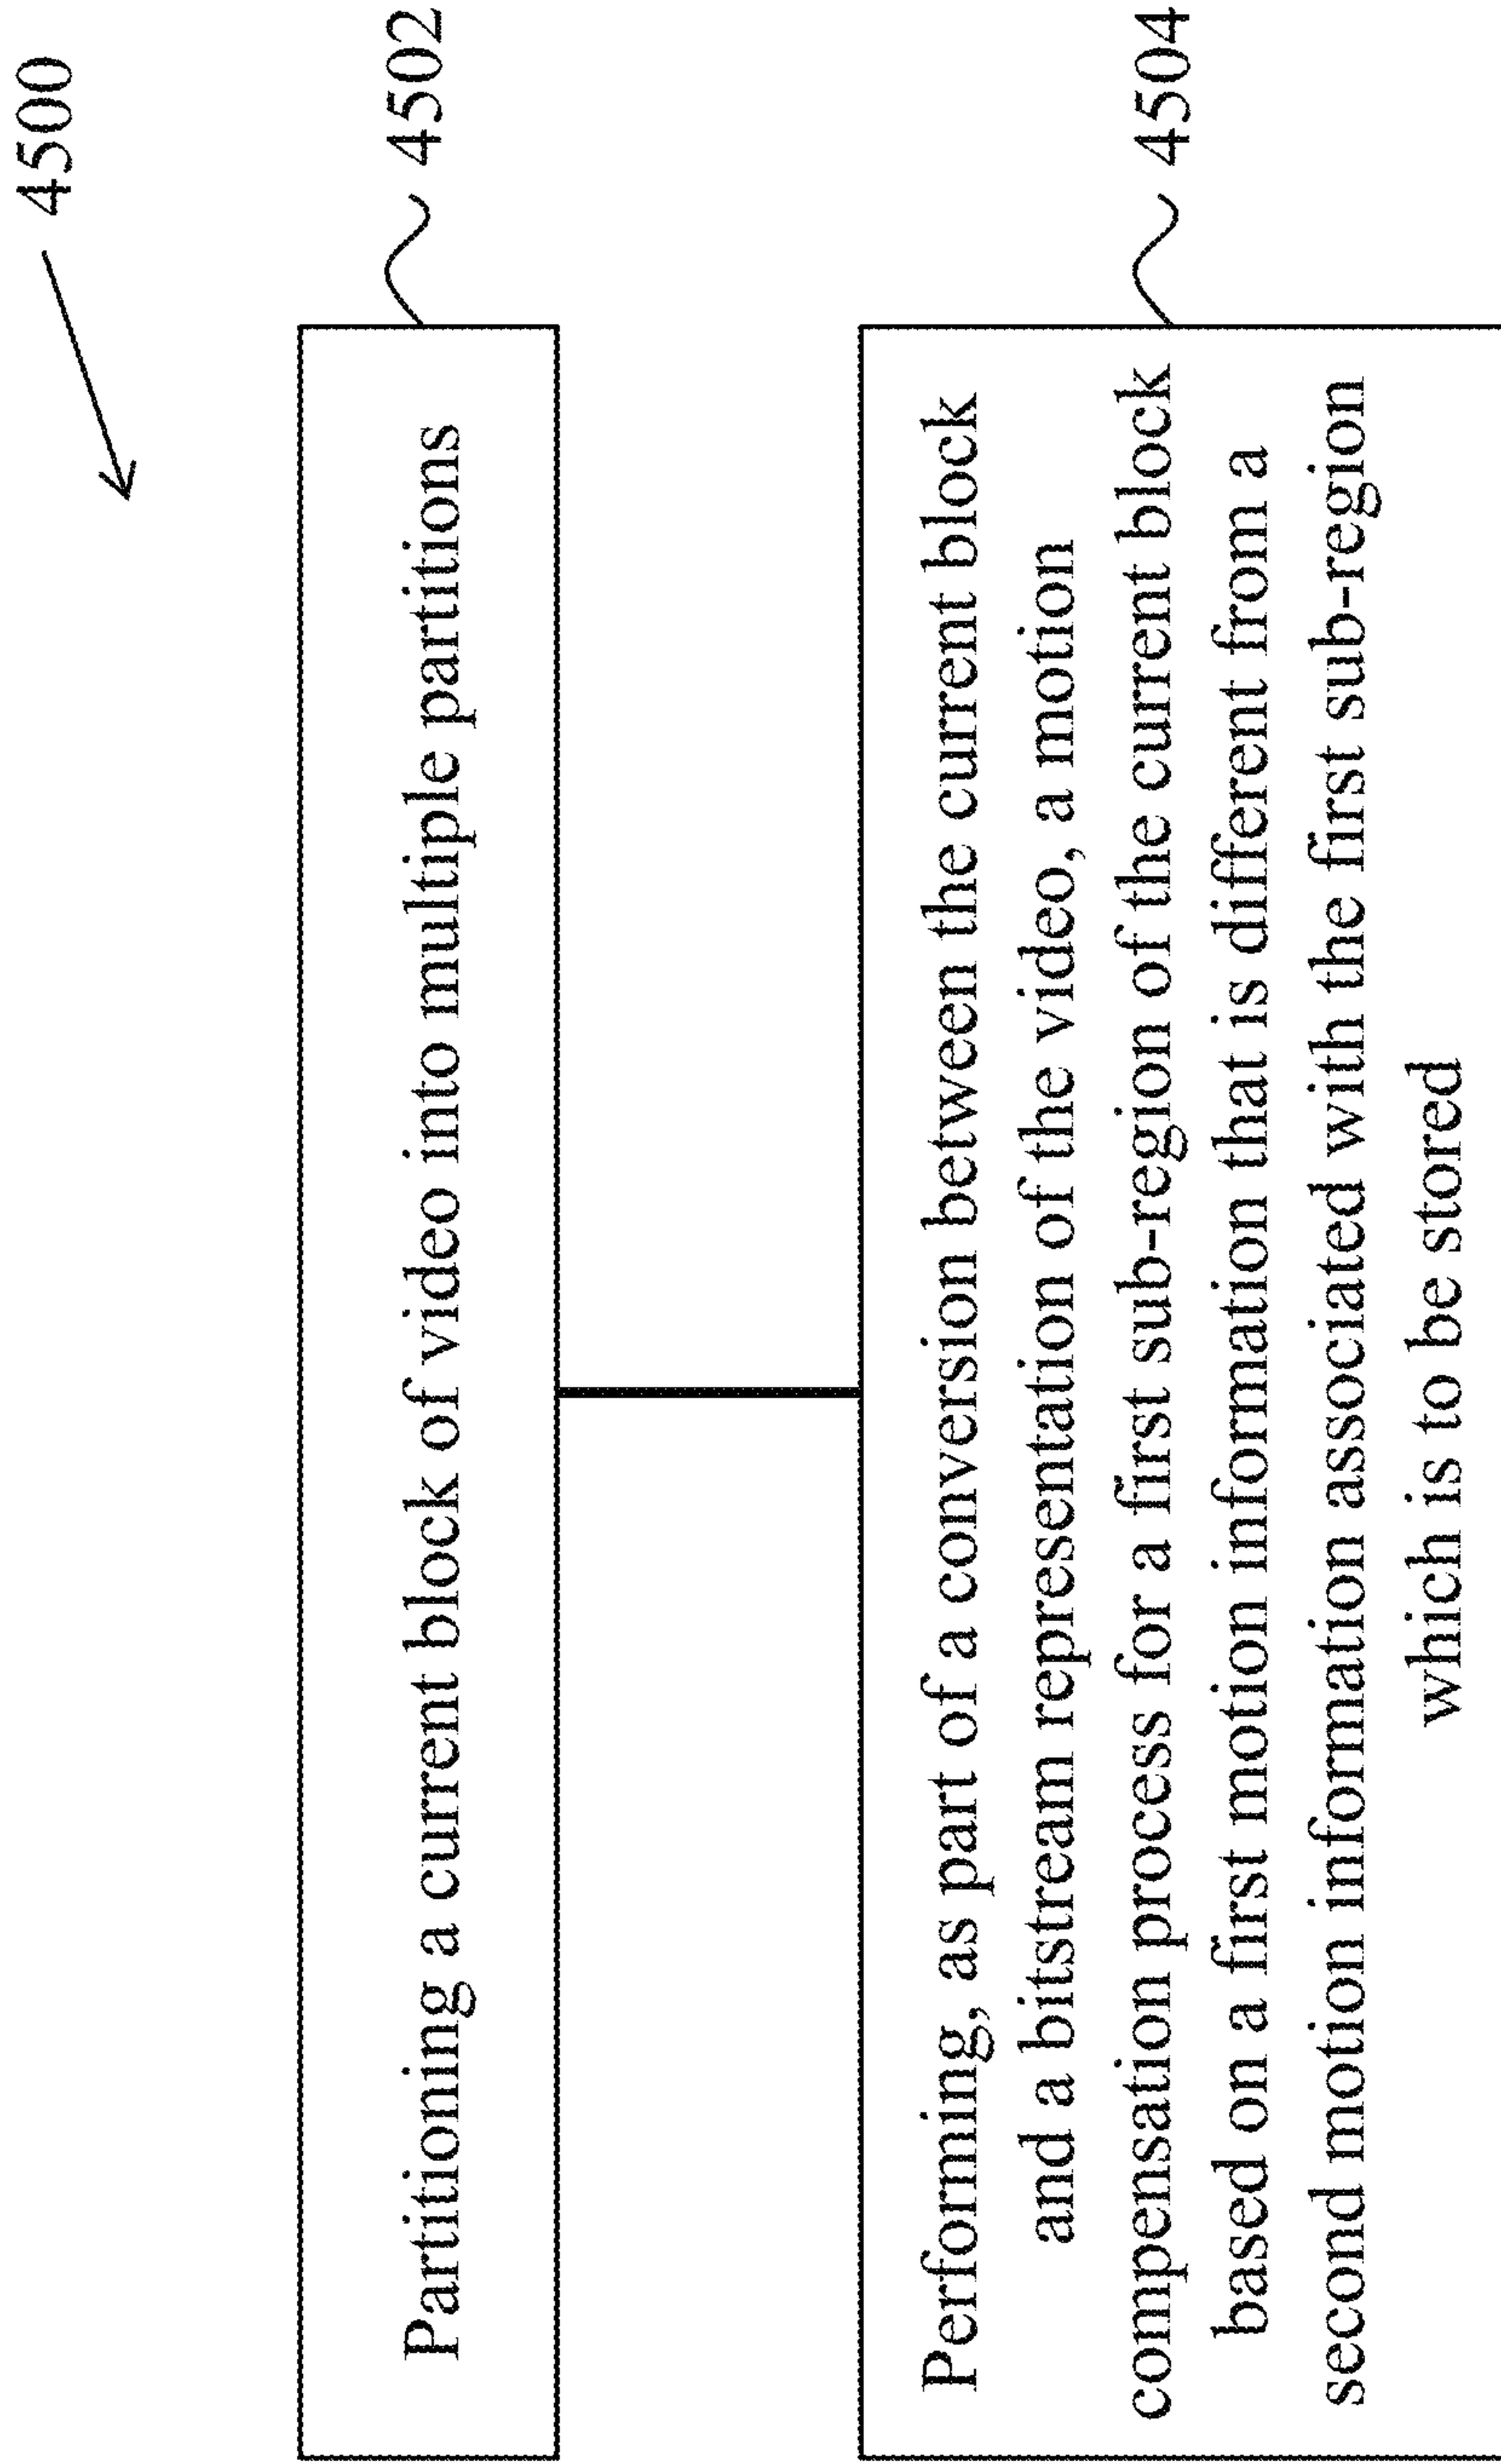 4500
Partitioning a current block of video into multiple partitions
4502
Performing, as part of a conversion between the current block
and a bitstream representation of the video, a motion
compensation process for a first sub-region of the current block
based on a first motion information that is different from a
second motion information associated with the first sub-region
which is to be stored
4504